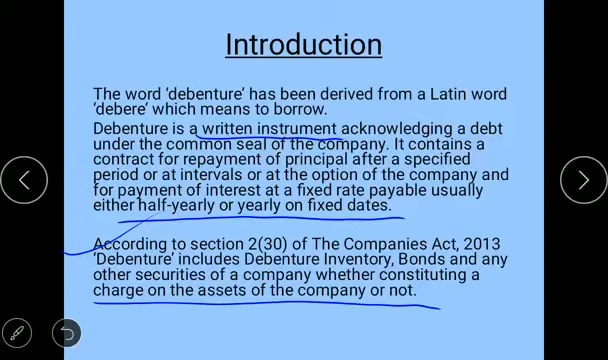 Introduction
The word ‘debenture’ has been derived from a Latin word
‘debere’ which means to borrow.
Debenture is a written instrument acknowledging a debt
under the common seal of the company. It contains a
contract for repayment of principal after a specified
period or at intervals or at the option of the company and
for payment of interest at a fixed rate payable usually
either half-yearly or yearly on fixed dates.
According to section 2(30) of The Companies Act, 2013
‘Debenture’ includes Debenture Inventory, Bonds and any
other securities of a company whether constituting a
charge on the assets of the company or not.